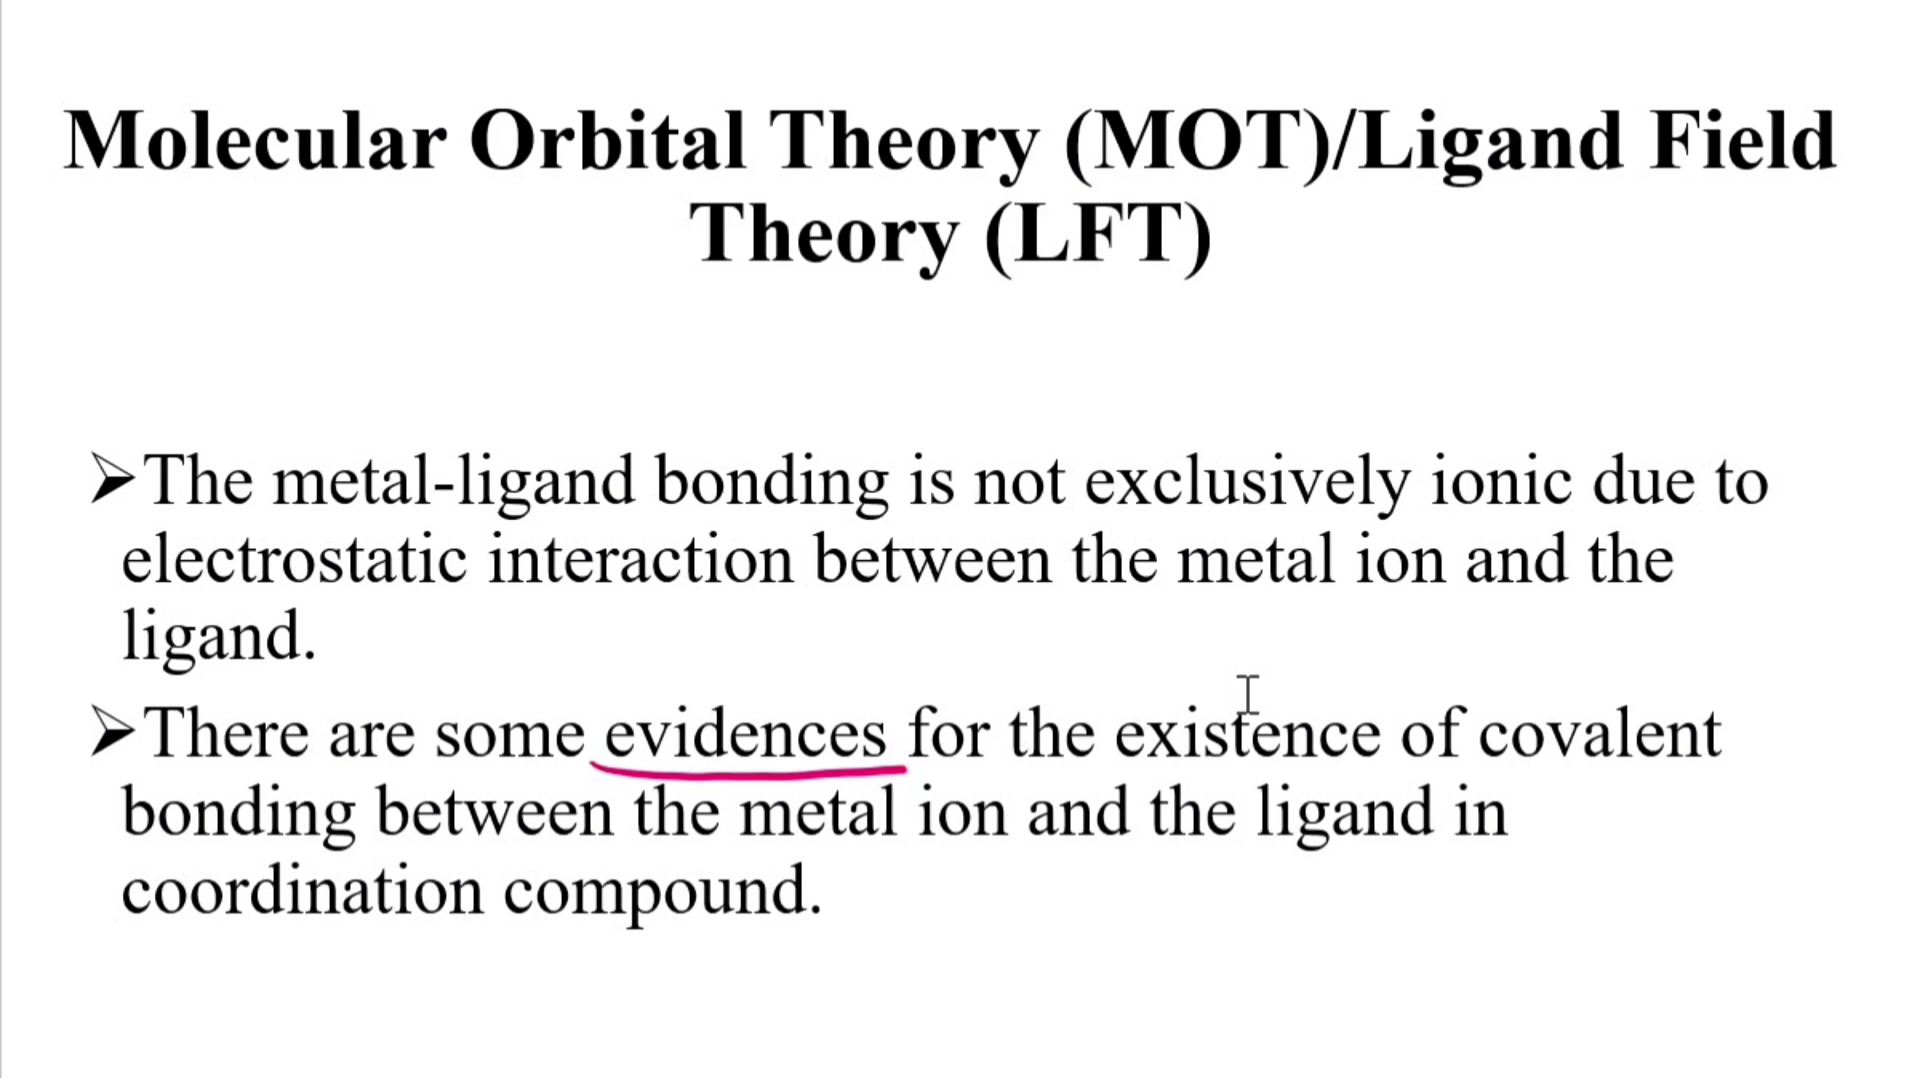 Molecular Orbital Theory (MOT)/Ligand Field
Theory (LFT)
➢The metal-ligand bonding is not exclusively ionic due to
electrostatic interaction between the metal ion and the
ligand.
➢There are some evidences for the existence of covalent
bonding between the metal ion and the ligand in
coordination compound.